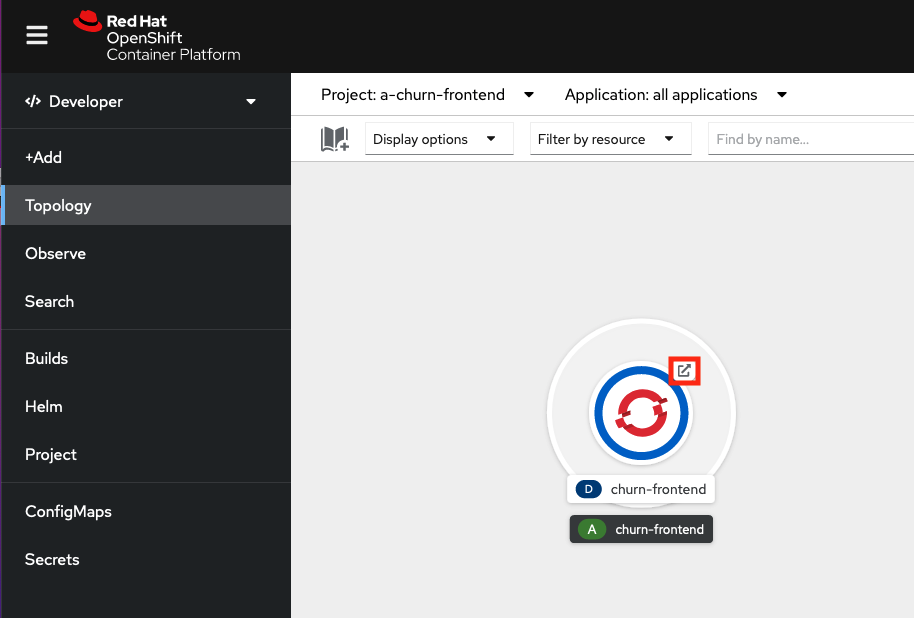 Red Hat
OpenShift
Container Platform
Developer
Project: a-churn-frontend
Application: all applications
+Add
Display options
Filter by resource
Find by name...
Topology
Observe
Search
Builds
Helm
Project
D churn-frontend
ConfigMaps
A churn-frontend
Secrets